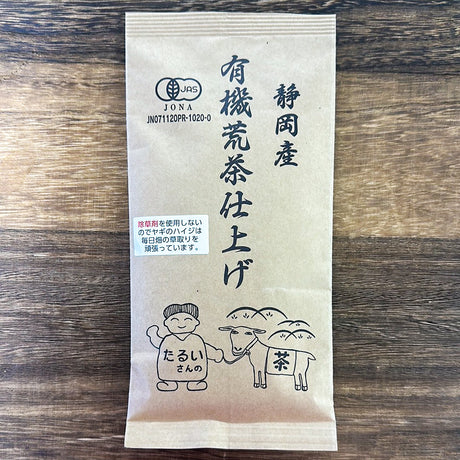 静岡産
有機荒茶仕上げ
JAS
JONA
JN071120PR-1020-0
除草剤を使用しない
のでヤギのハイジは
毎日畑の草取りを
頑張っています。
たるい
さんの
茶